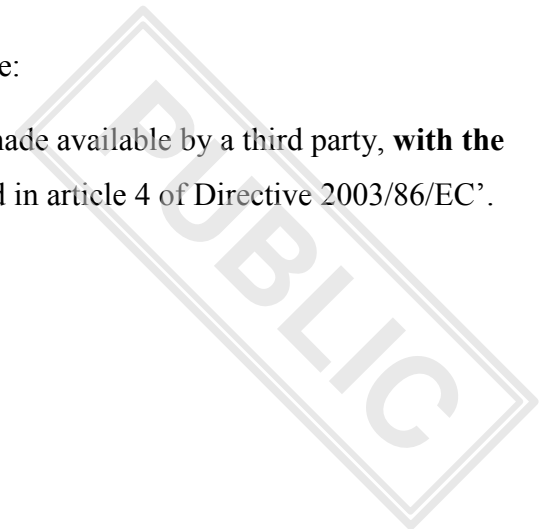 e:
made available by a third party, with the
d in article 4 of Directive 2003/86/EC’.
PUBLIC